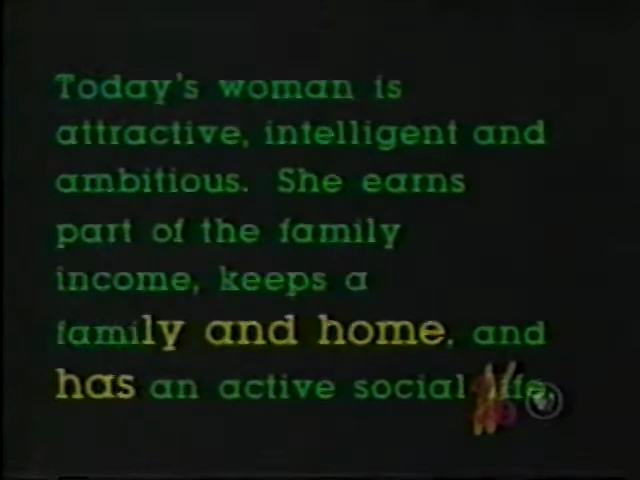 Today's woman is
attractive, intelligent and
ambitious. She earns
part of the family
income, keeps a
family and home, and
has an active social life.